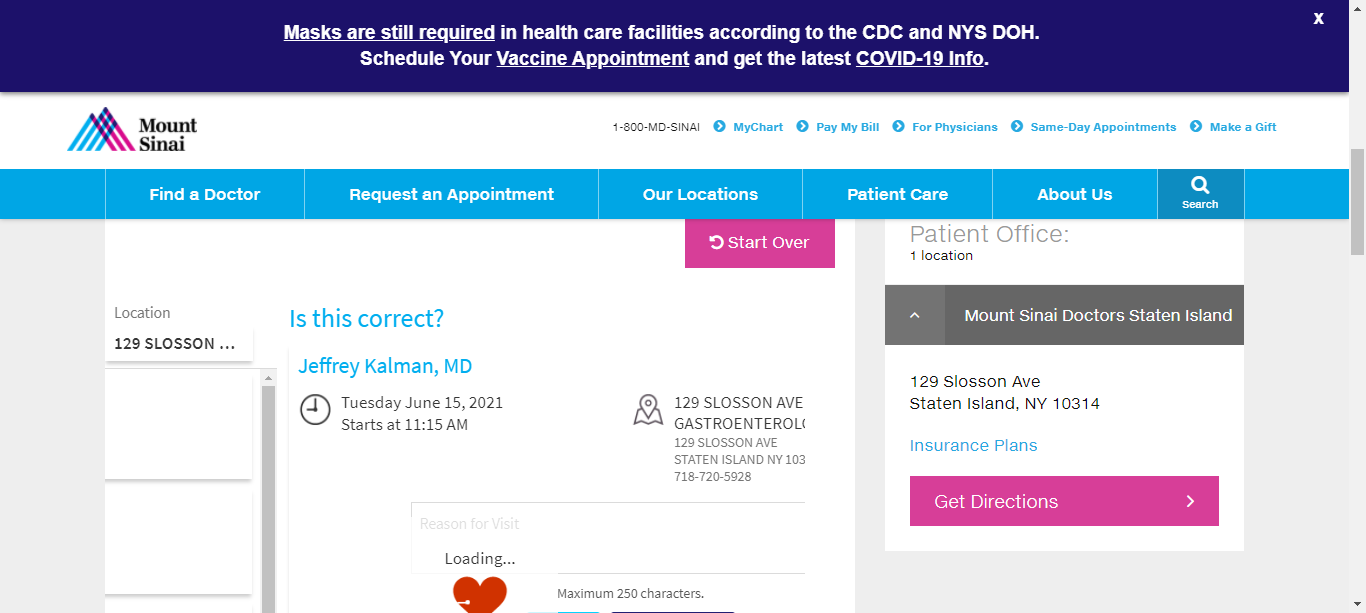 Masks are still required in health care facilities according to the CDC and NYS DOH.
Schedule Your Vaccine Appointment and get the latest COVID-19 Info.
X
Mount
Sinai
1-800-MD-SINAI MyChart Pay My Bill For Physicians Same-Day Appointments Make a Gift
Find a Doctor Request an Appointment Our Locations Patient Care About Us Search
Start Over
Location
129 SLOSSON ...
Is this correct?
Jeffrey Kalman, MD
Tuesday June 15, 2021
Starts at 11:15 AM
129 SLOSSON AVE
GASTROENTEROLO
129 SLOSSON AVE
STATEN ISLAND NY 103
718-720-5928
Reason for Visit
Loading...
Maximum 250 characters.
Patient Office:
1 location
Mount Sinai Doctors Staten Island
129 Slosson Ave
Staten Island, NY 10314
Insurance Plans
Get Directions